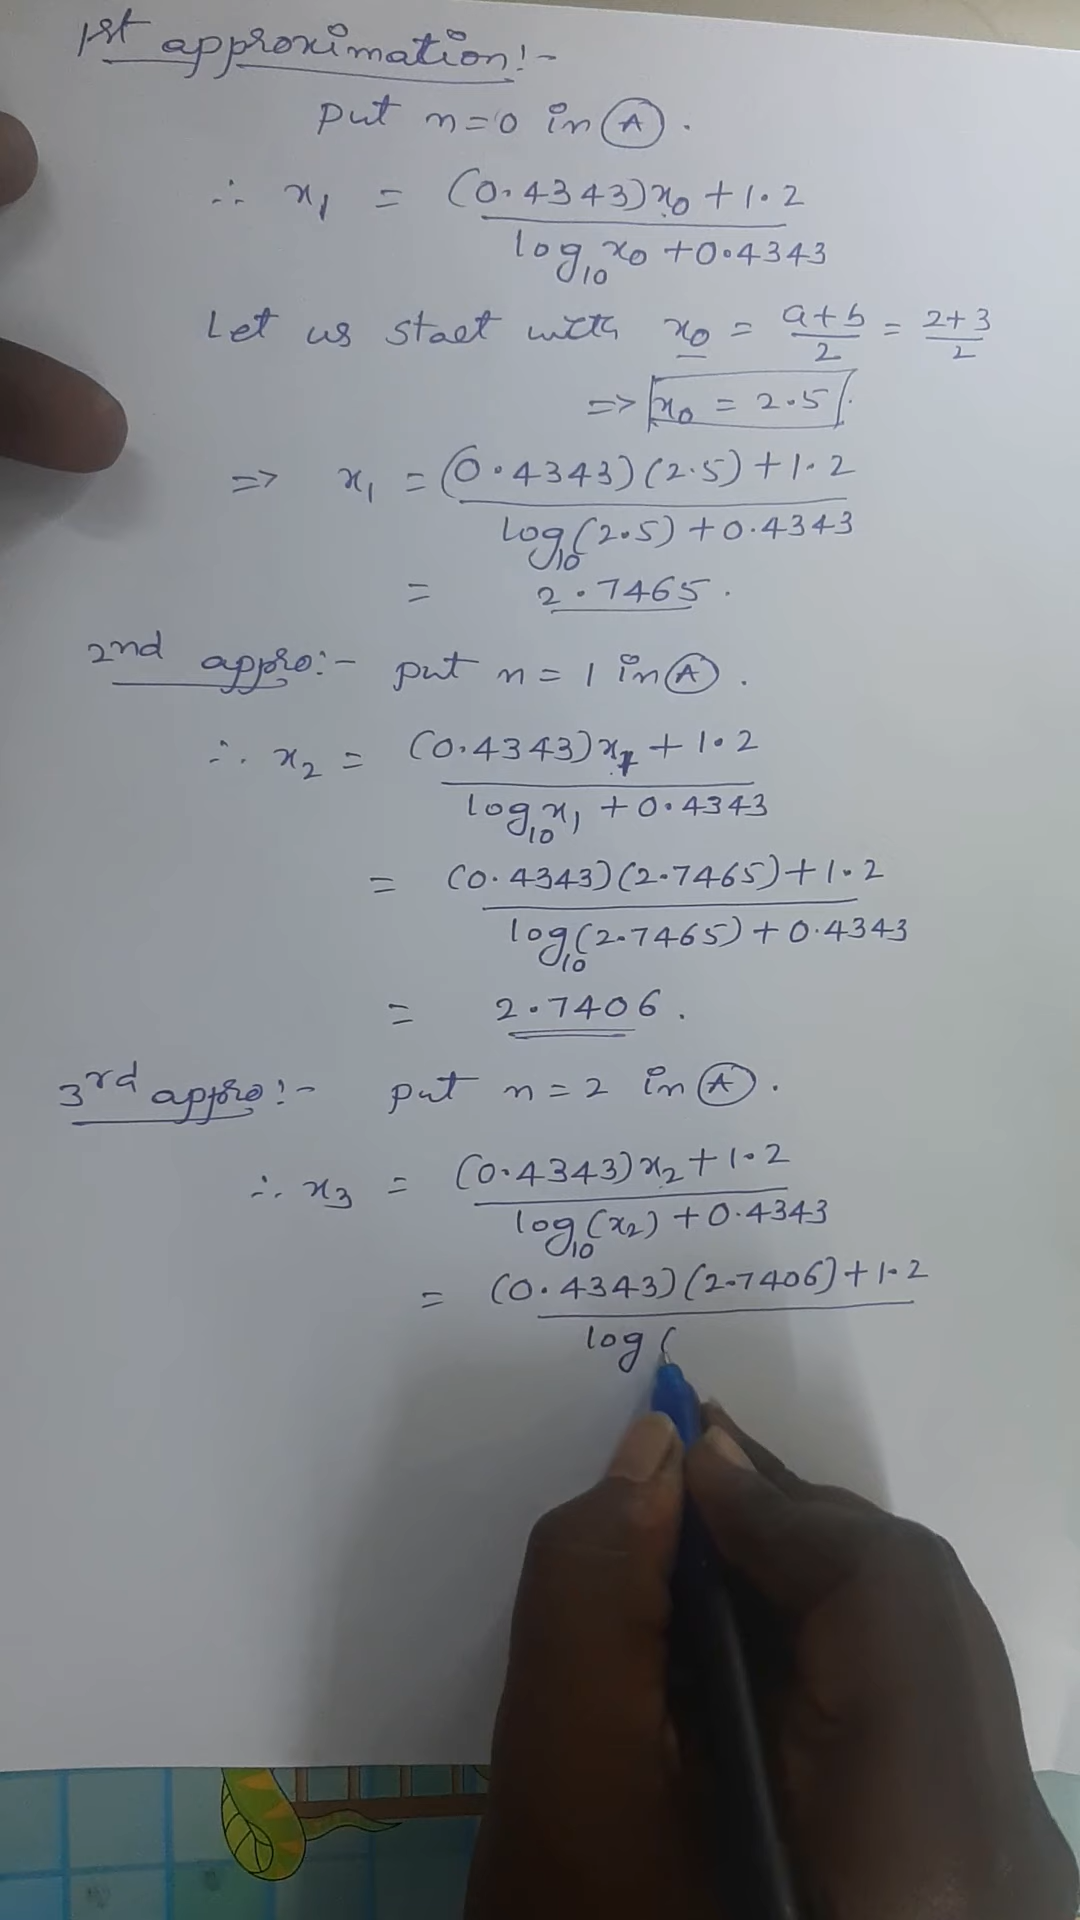 1st approximation:-
put n=0 in Ⓐ.
∴ x₁ = (0.4343)x₀ + 1.2
log₁₀ x₀ + 0.4343
Let us start with x₀ = a+b/2 = 2+3/2
=> x₀ = 2.5
=> x₁ = (0.4343)(2.5) + 1.2
log₁₀(2.5) + 0.4343
= 2.7465.
2nd appro:- put n=1 in Ⓐ.
∴ x₂ = (0.4343)x₁ + 1.2
log₁₀ x₁ + 0.4343
= (0.4343)(2.7465) + 1.2
log₁₀(2.7465) + 0.4343
= 2.7406.
3rd appro:- put n=2 in Ⓐ.
∴ x₃ = (0.4343)x₂ + 1.2
log₁₀(x₂) + 0.4343
= (0.4343)(2.7406) + 1.2
log (